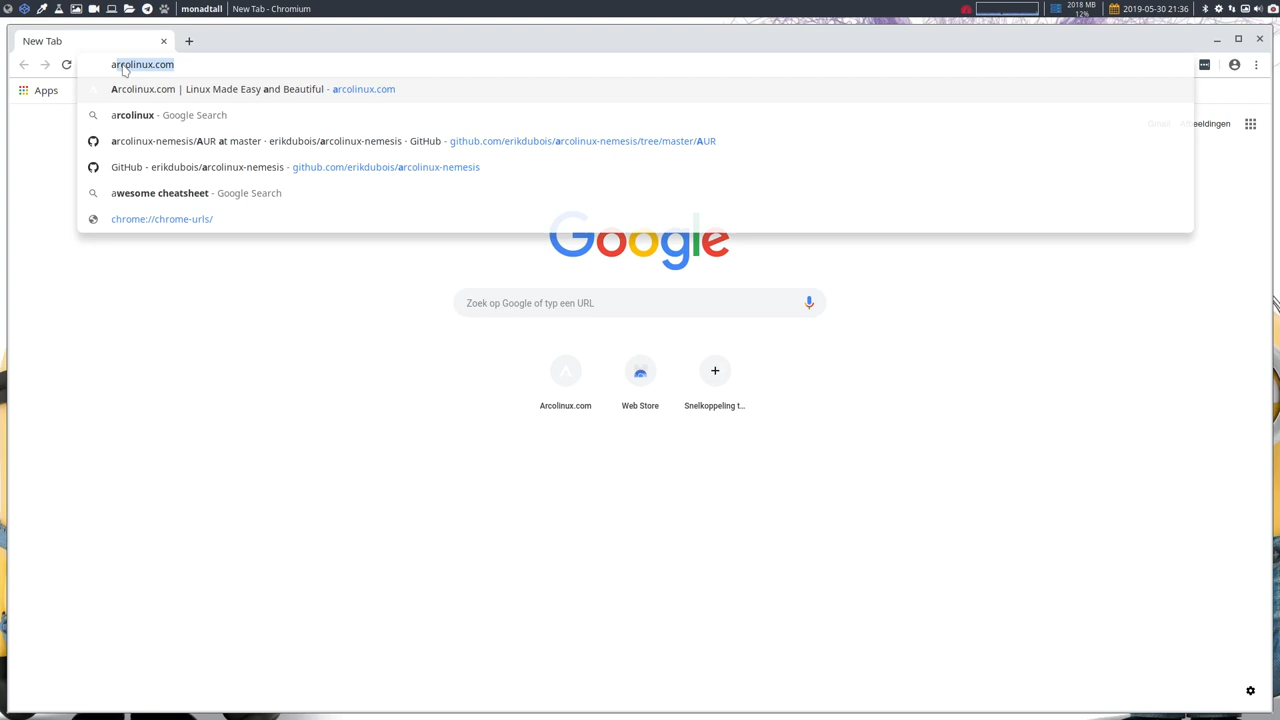 monadtall New Tab - Chromium 2018 MB 12% 2019-05-30 21:36
New Tab
arcolinux.com
Apps
Arcolinux.com | Linux Made Easy and Beautiful - arcolinux.com
arcolinux - Google Search
Gmail Afbeeldingen
arcolinux-nemesis/AUR at master · erikdubois/arcolinux-nemesis · GitHub - github.com/erikdubois/arcolinux-nemesis/tree/master/AUR
GitHub - erikdubois/arcolinux-nemesis - github.com/erikdubois/arcolinux-nemesis
awesome cheatsheet - Google Search
chrome://chrome-urls/
Google
Zoek op Google of typ een URL
Arcolinux.com Web Store Snelkoppeling t...